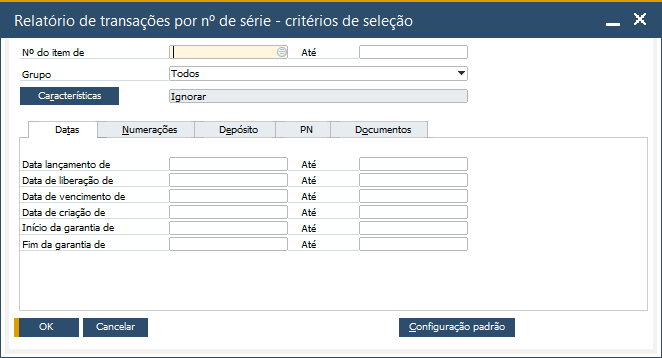 Relatório de transações por nº de série - critérios de seleção
Nº do item de Até
Grupo Todos
Características Ignorar
Datas Numerações Depósito PN Documentos
Data lançamento de Até
Data de liberação de Até
Data de vencimento de Até
Data de criação de Até
Início da garantia de Até
Fim da garantia de Até
OK Cancelar Configuração padrão